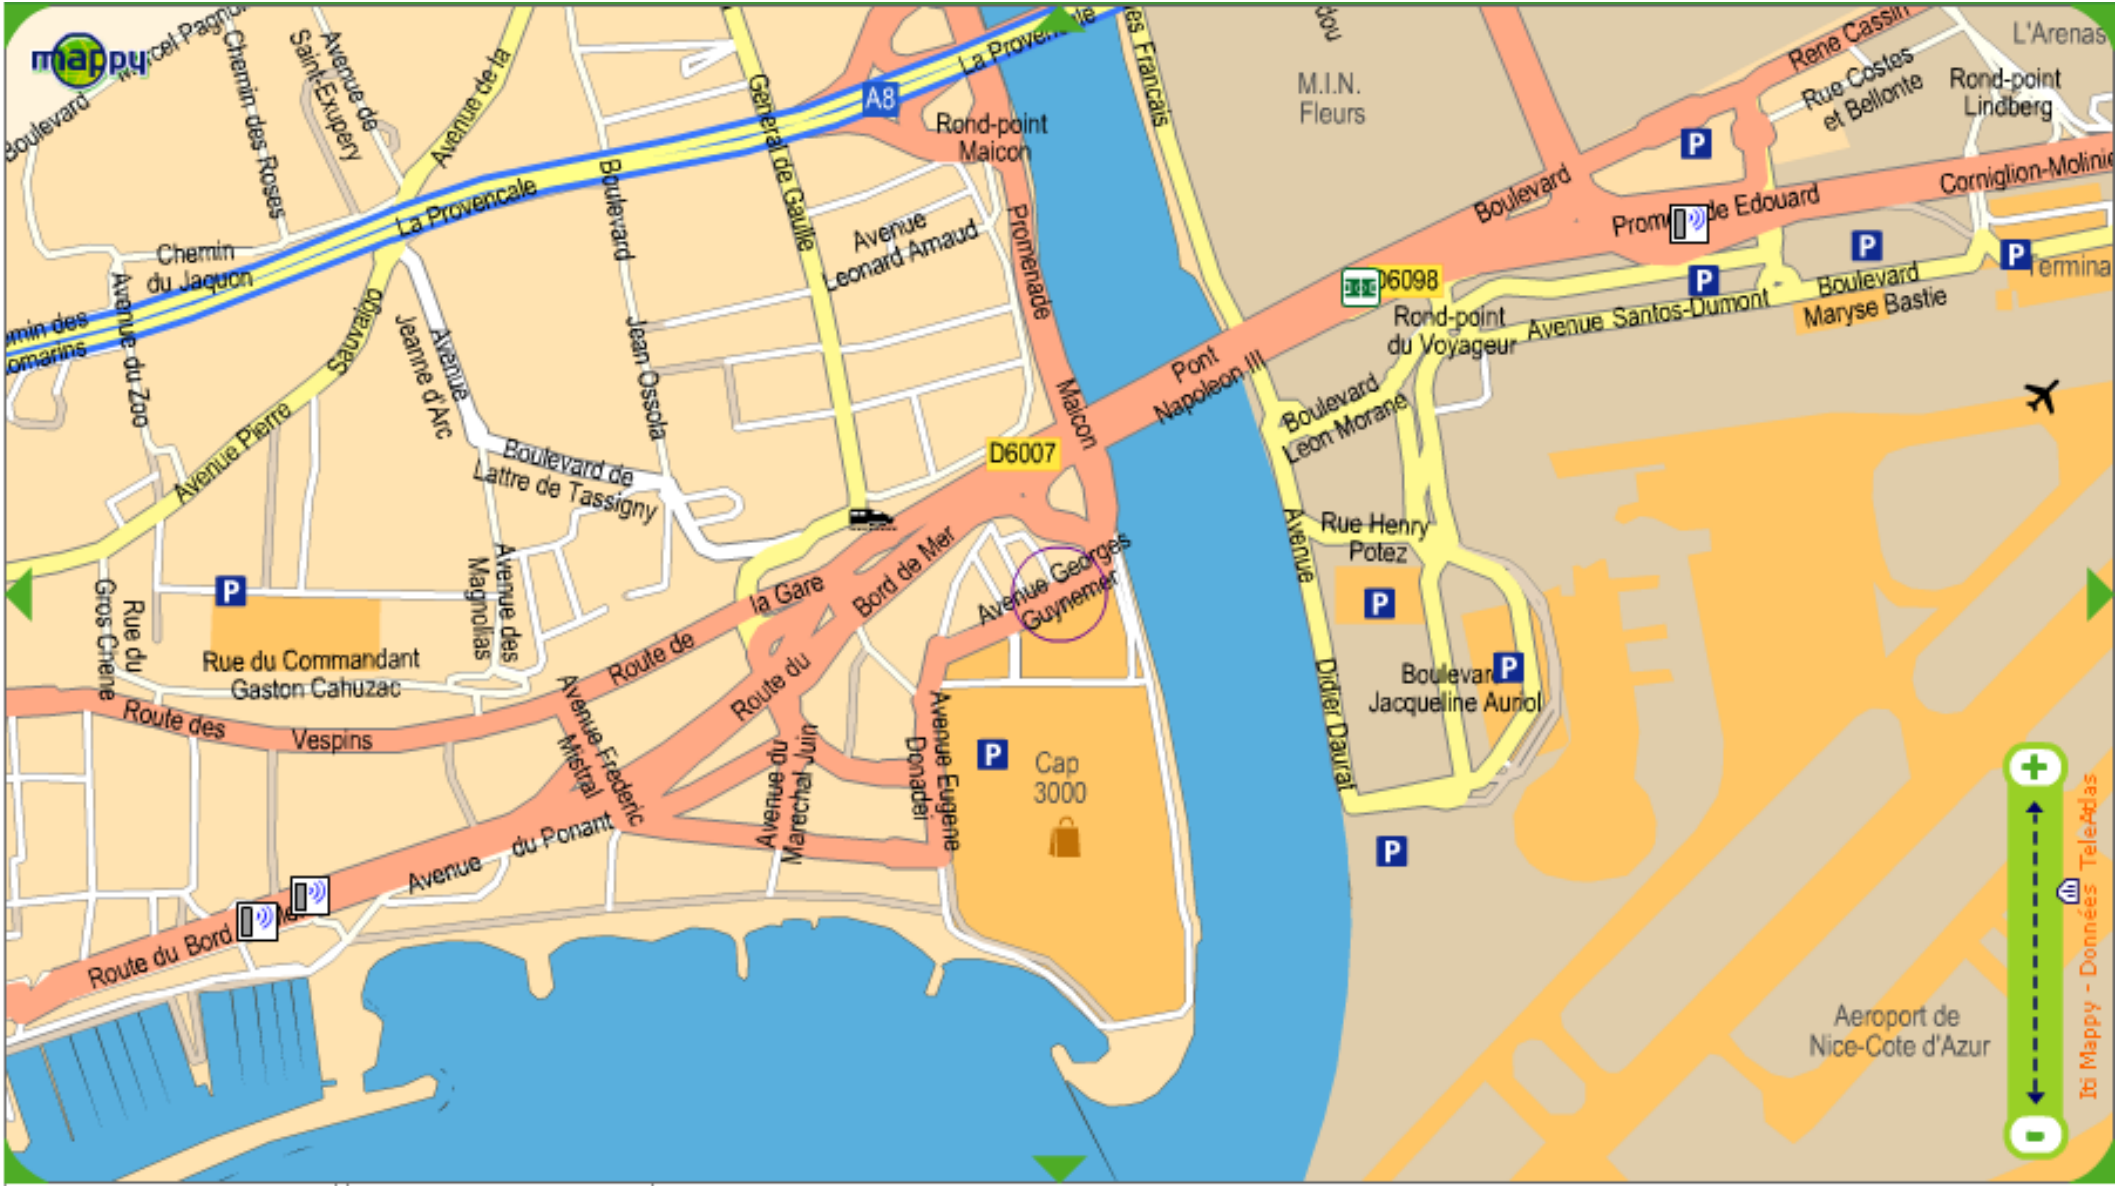 mappy
Boulevard
Chemin des Roses
Avenue de
Saint-Exupery
Avenue de la
La Provencale
A8
General de Gaulle
Rond-point
Maicon
M.I.N.
Fleurs
Rene Cassin
Rue Costes
et Bellonte
L'Arenas
Rond-point
Lindberg
P
Boulevard
Corniglion-Molinie
Chemin
du Jaquon
La Provencale
Boulevard
Avenue
Leonard Arnaud
Promenade
P
P
P
D6098
Boulevard
Maryse Bastie
Avenue Santos-Dumont
Rond-point
du Voyageur
Avenue du Zoo
Sauvaigo
Avenue
Jeanne d'Arc
Jean Ossola
Maicon
Pont
Napoleon III
Boulevard
Leon Morane
Avenue Pierre
D6007
Boulevard de
Lattre de Tassigny
Rue Henry
Potez
Avenue
Bord de Mer
Avenue Georges
Guynemer
P
P
la Gare
Rue du
Gros Chene
Avenue des
Magnolias
Rue du Commandant
Gaston Cahuzac
Route de
Route du
Didier Daurat
P
Jacqueline Auriol
Route des
Vespins
Avenue Frederic
Mistral
Avenue du
Marechal Juin
Avenue Eugene
Donadei
P
Cap
3000
P
Avenue
du Ponant
Route du Bord
Aeroport de
Nice-Cote d'Azur
Iti Mappy - Données TeleAtlas